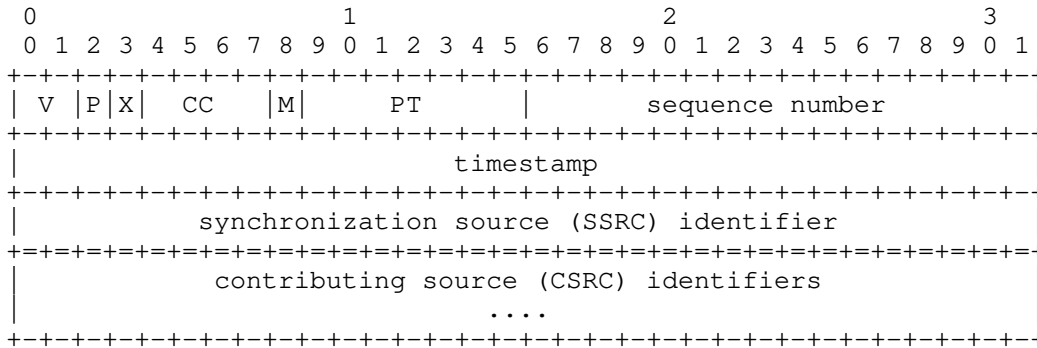 0                   1                   2                   3
 0 1 2 3 4 5 6 7 8 9 0 1 2 3 4 5 6 7 8 9 0 1 2 3 4 5 6 7 8 9 0 1
+-+-+-+-+-+-+-+-+-+-+-+-+-+-+-+-+-+-+-+-+-+-+-+-+-+-+-+-+-+-+-+--
| V |P|X|  CC   |M|     PT      |       sequence number
+-+-+-+-+-+-+-+-+-+-+-+-+-+-+-+-+-+-+-+-+-+-+-+-+-+-+-+-+-+-+-+--
|                           timestamp
+-+-+-+-+-+-+-+-+-+-+-+-+-+-+-+-+-+-+-+-+-+-+-+-+-+-+-+-+-+-+-+--
|           synchronization source (SSRC) identifier
+=+=+=+=+=+=+=+=+=+=+=+=+=+=+=+=+=+=+=+=+=+=+=+=+=+=+=+=+=+=+=+=-
|            contributing source (CSRC) identifiers
|                             ....
+-+-+-+-+-+-+-+-+-+-+-+-+-+-+-+-+-+-+-+-+-+-+-+-+-+-+-+-+-+-+-+--